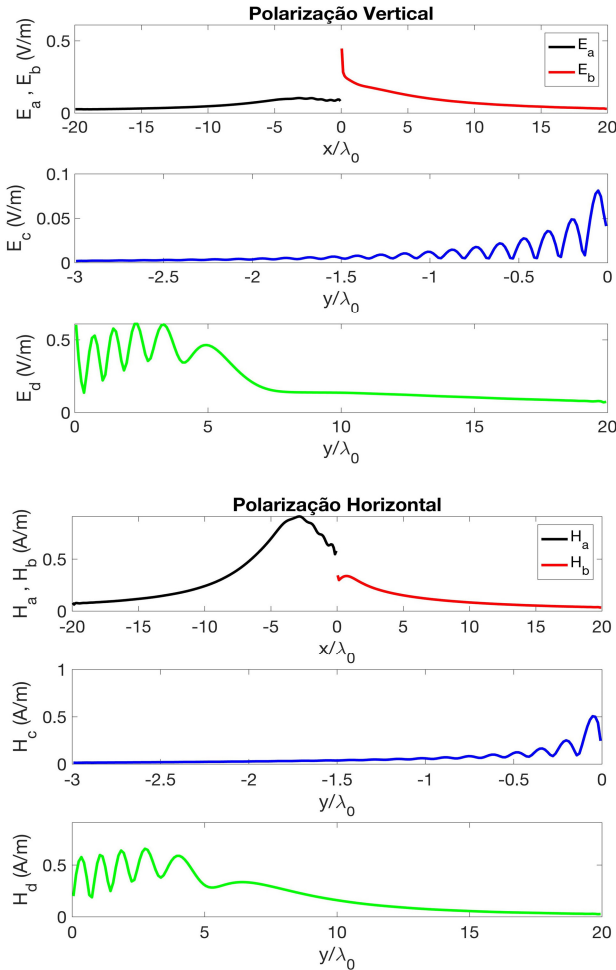 Polarização Vertical
E_a , E_b (V/m)
0.5
0
E_a
E_b
-20 -15 -10 -5 0 5 10 15 20
x/λ_0
E_c (V/m)
0.1
0.05
0
-3 -2.5 -2 -1.5 -1 -0.5 0
y/λ_0
E_d (V/m)
0.5
0
0 5 10 15 20
y/λ_0
Polarização Horizontal
H_a , H_b (A/m)
0.5
0
H_a
H_b
-20 -15 -10 -5 0 5 10 15 20
x/λ_0
H_c (A/m)
1
0.5
0
-3 -2.5 -2 -1.5 -1 -0.5 0
y/λ_0
H_d (A/m)
0.5
0
0 5 10 15 20
y/λ_0